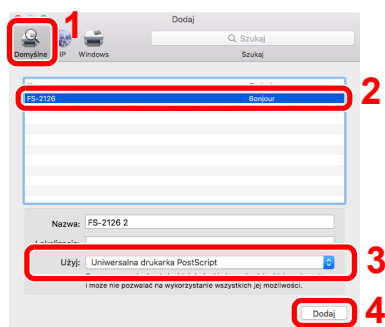 Dodaj
1
Szukaj
Domyślne IP Windows
Szukaj
2
FS-2126 Bonjour
Nazwa: FS-2126 2
Użyj: Uniwersalna drukarka PostScript
3
i może nie pozwalać na wykorzystanie wszystkich jej możliwości.
Dodaj
4